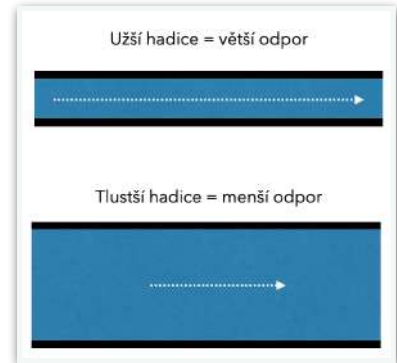 Užší hadice = větší odpor
Tlustší hadice = menší odpor